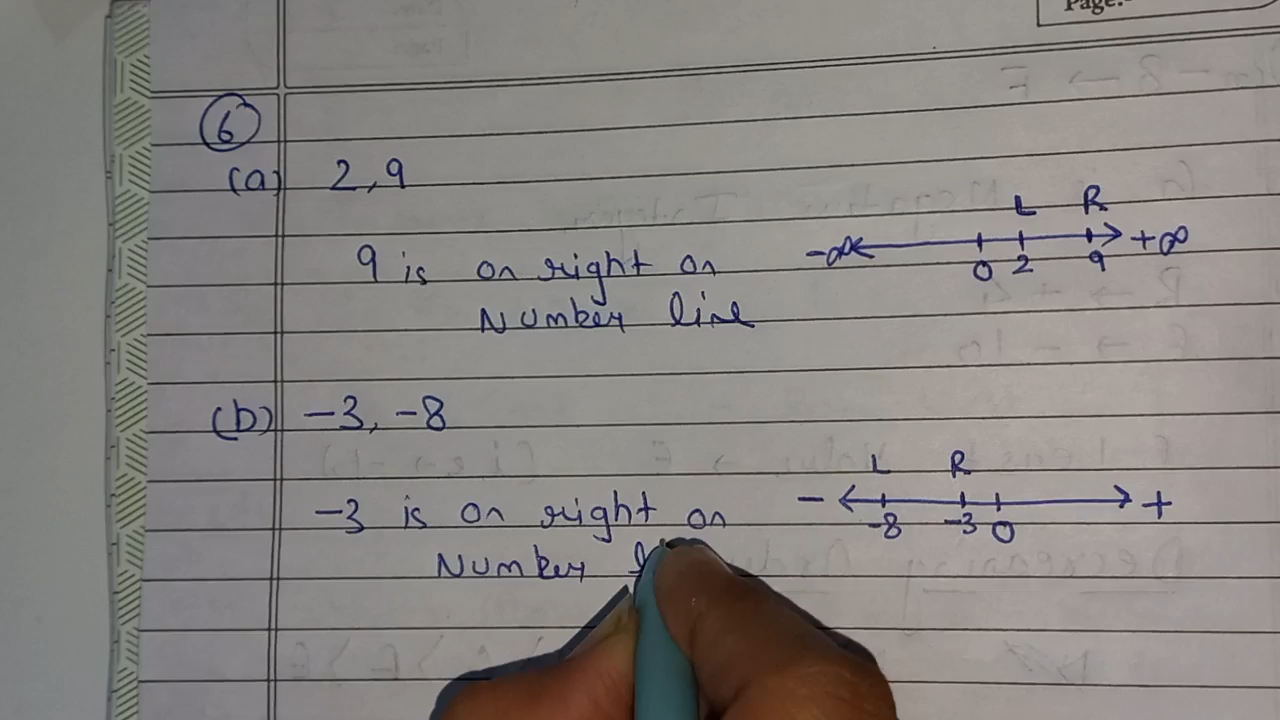 Page:
6
(a) 2, 9
L R
9 is on right on
-∞ 0 2 9 +∞
Number line
(b) -3, -8
L R
-3 is on right on
- -8 -3 0 +
Number